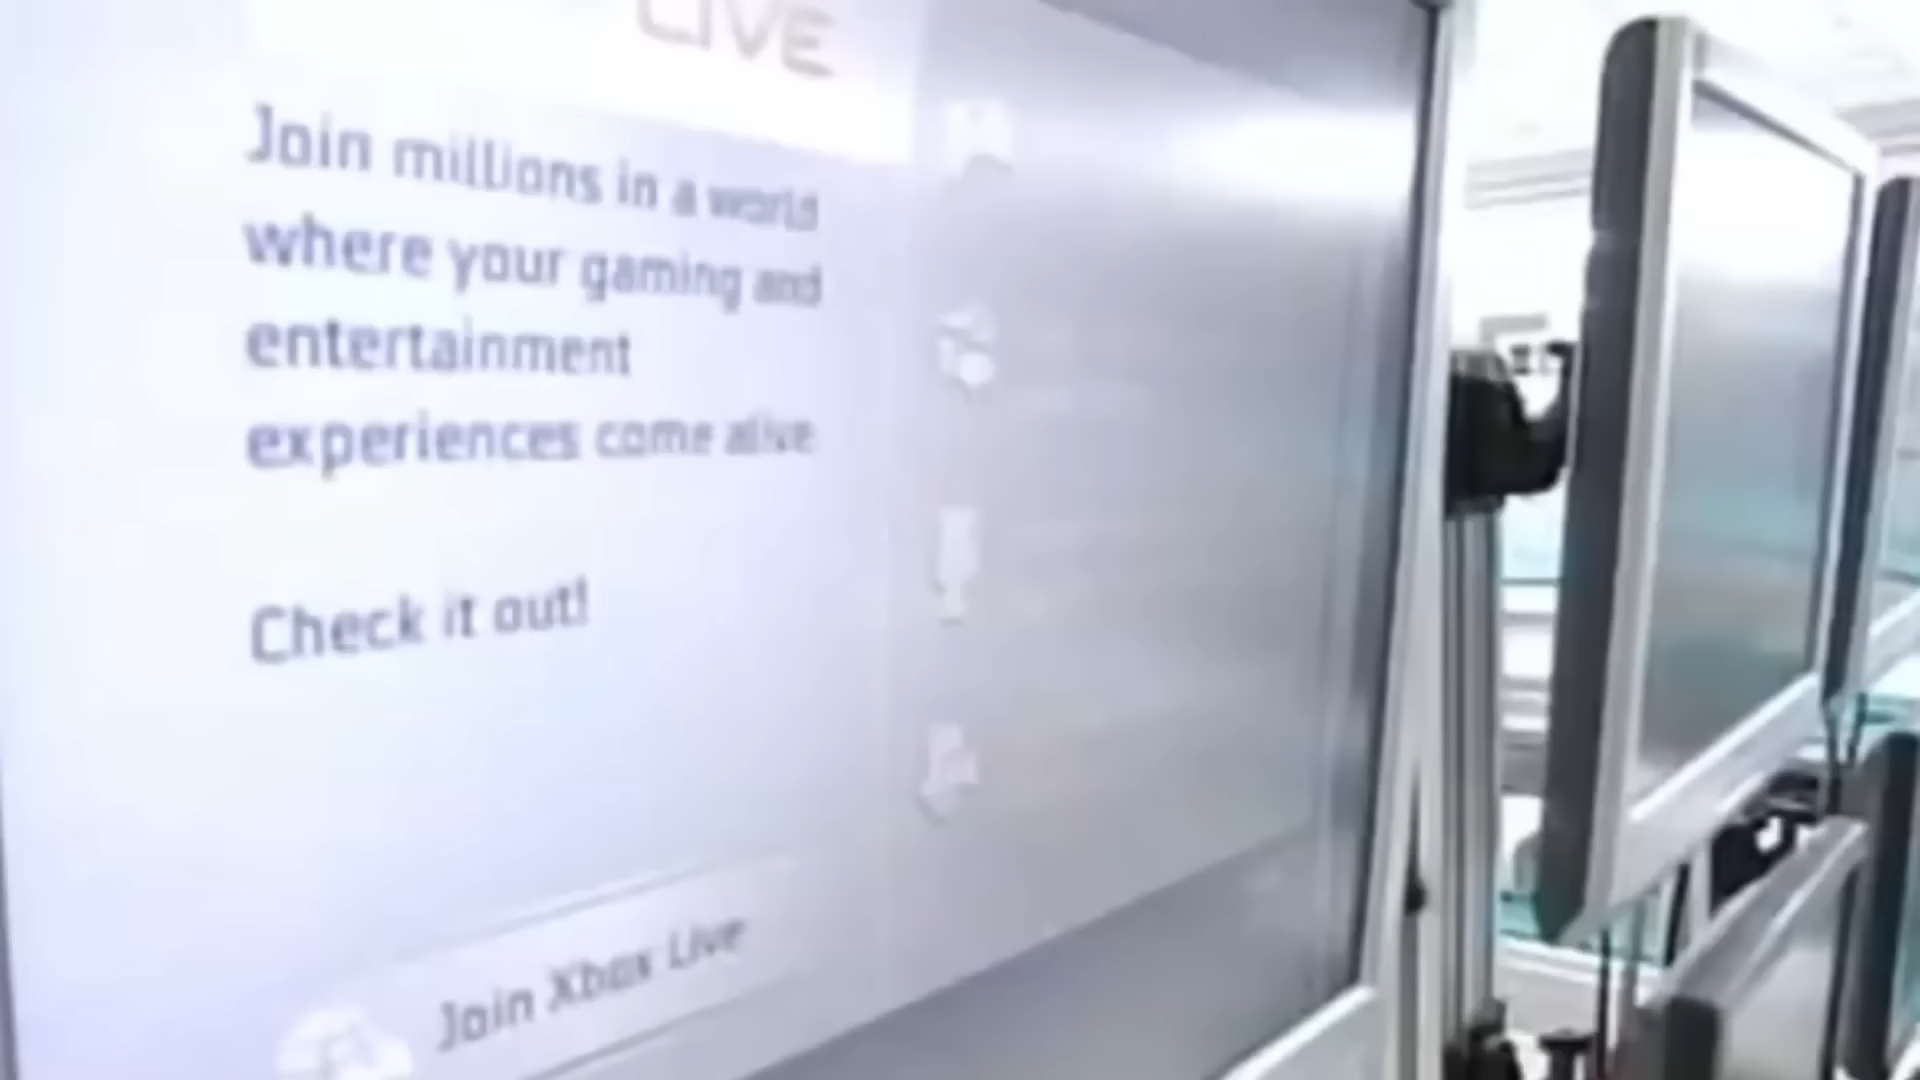 LIVE
Join millions in a world
where your gaming and
entertainment
experiences come alive
Check it out!
Join Xbox Live